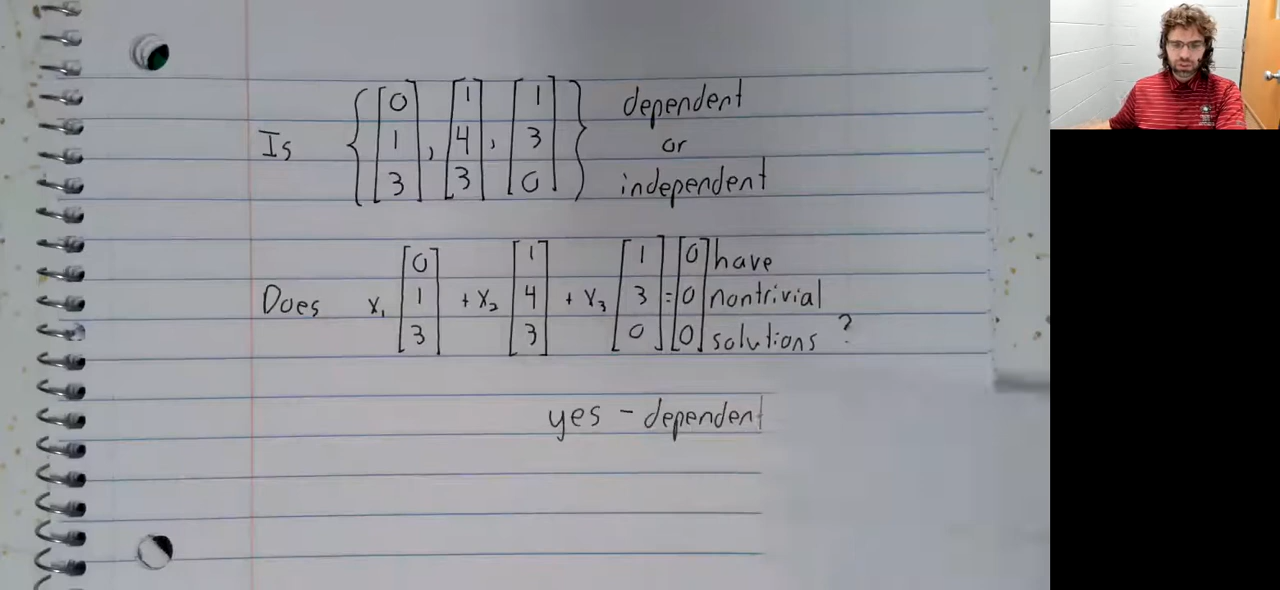 Is { [0 1 3], [1 4 3], [1 3 0] } dependent or independent
Does x₁ [0 1 3] + x₂ [1 4 3] + x₃ [1 3 0] = [0 0 0] have nontrivial solutions ?
yes - dependent